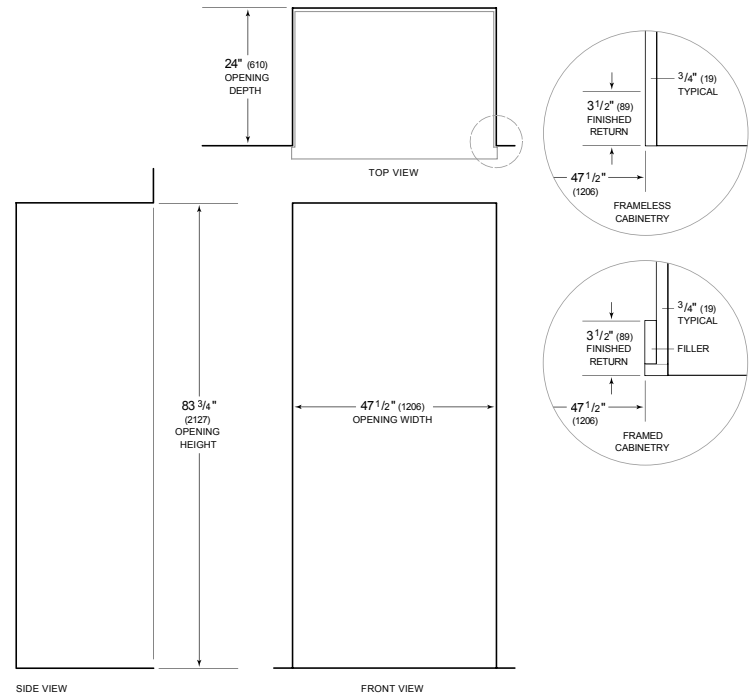 24" (610)
OPENING
DEPTH
TOP VIEW
3/4" (19)
TYPICAL
3 1/2" (89)
FINISHED
RETURN
47 1/2"
(1206)
FRAMELESS
CABINETRY
3/4" (19)
TYPICAL
3 1/2" (89)
FINISHED
RETURN
FILLER
47 1/2"
(1206)
FRAMED
CABINETRY
83 3/4"
(2127)
OPENING
HEIGHT
47 1/2" (1206)
OPENING WIDTH
SIDE VIEW
FRONT VIEW